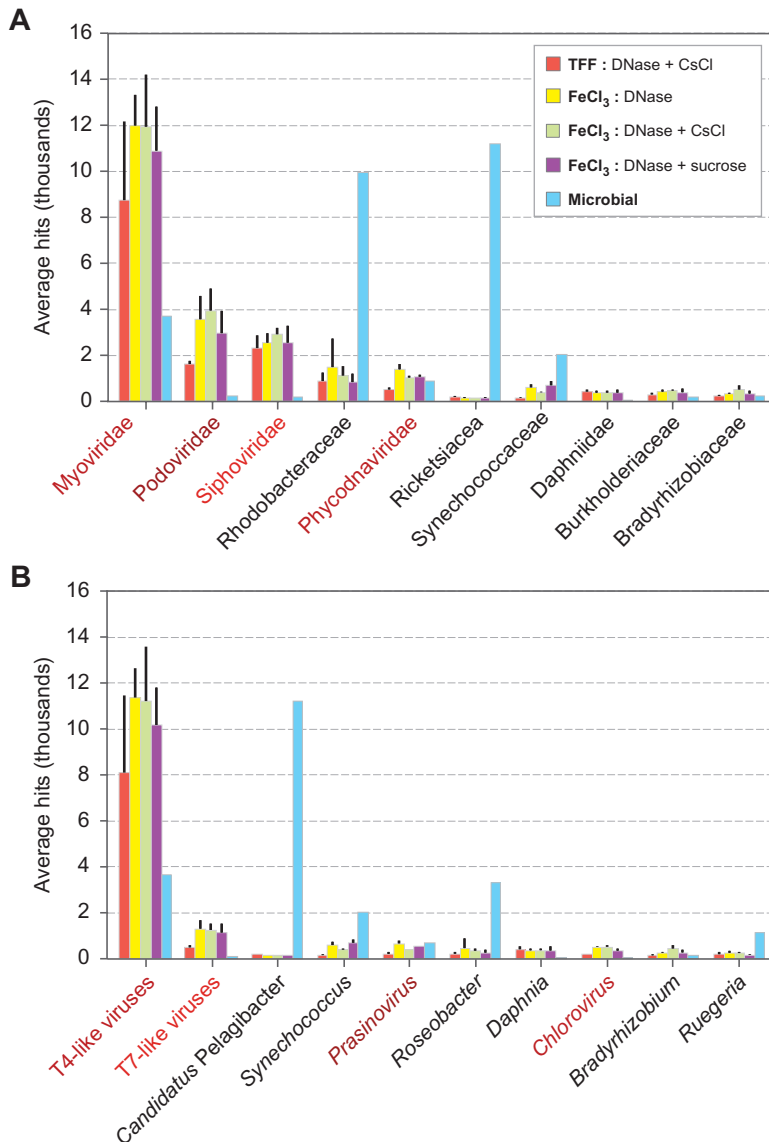 A
16
14
12
10
8
6
4
2
0
Average hits (thousands)
TFF : DNase + CsCl
FeCl3 : DNase
FeCl3 : DNase + CsCl
FeCl3 : DNase + sucrose
Microbial
Myoviridae
Podoviridae
Siphoviridae
Rhodobacteraceae
Phycodnaviridae
Ricketsiacea
Synechococcaceae
Daphniidae
Burkholderiaceae
Bradyrhizobiaceae
B
16
14
12
10
8
6
4
2
0
Average hits (thousands)
T4-like viruses
T7-like viruses
Candidatus Pelagibacter
Synechococcus
Prasinovirus
Roseobacter
Daphnia
Chlorovirus
Bradyrhizobium
Ruegeria